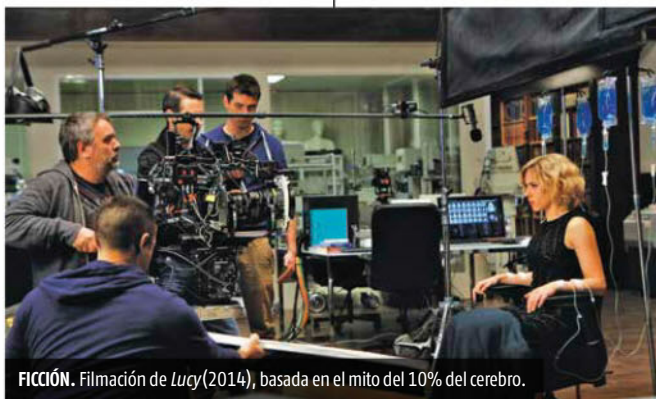 FICCIÓN. Filmación de Lucy (2014), basada en el mito del 10% del cerebro.